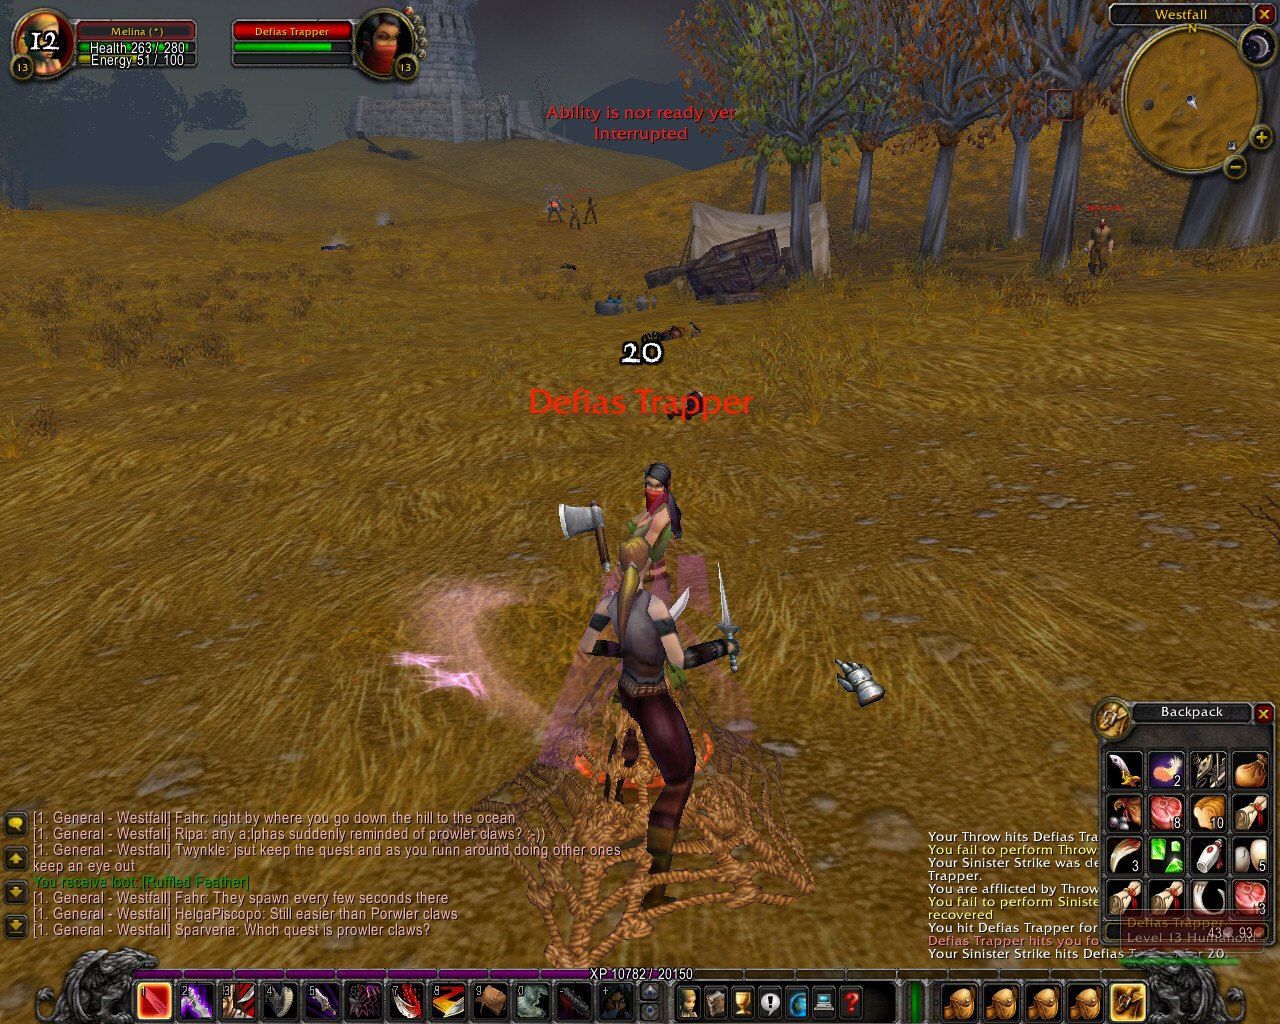 12
Melina (*)
Health 263 / 280
Energy 51 / 100
13
Defias Trapper
13
Westfall
N
Ability is not ready yet
Interrupted
20
Defias Trapper
[1. General - Westfall] Fahr: right by where you go down the hill to the ocean
[1. General - Westfall] Ripa: any a;lphas suddenly reminded of prowler claws? ;-))
[1. General - Westfall] Twynkle: jsut keep the quest and as you runn around doing other ones
keep an eye out
You receive loot: [Ruffled Feather]
[1. General - Westfall] Fahr: They spawn every few seconds there
[1. General - Westfall] HelgaPIscopo: Still easier than Porwler claws
[1. General - Westfall] Sparveria: Whch quest is prowler claws?
Your Throw hits Defias Tra
You fail to perform Throw
Your Sinister Strike was de
Trapper.
You are afflicted by Throw
You fail to perform Siniste
recovered
You hit Defias Trapper for
Defias Trapper hits you fo
Your Sinister Strike hits Defias 20.
Backpack
2
8
10
3
5
3
43 93
Defias Trapper
Level 13 Humanoid
XP 10782 / 20150
1 2 3 4 5 6 7 8 9 0 - +